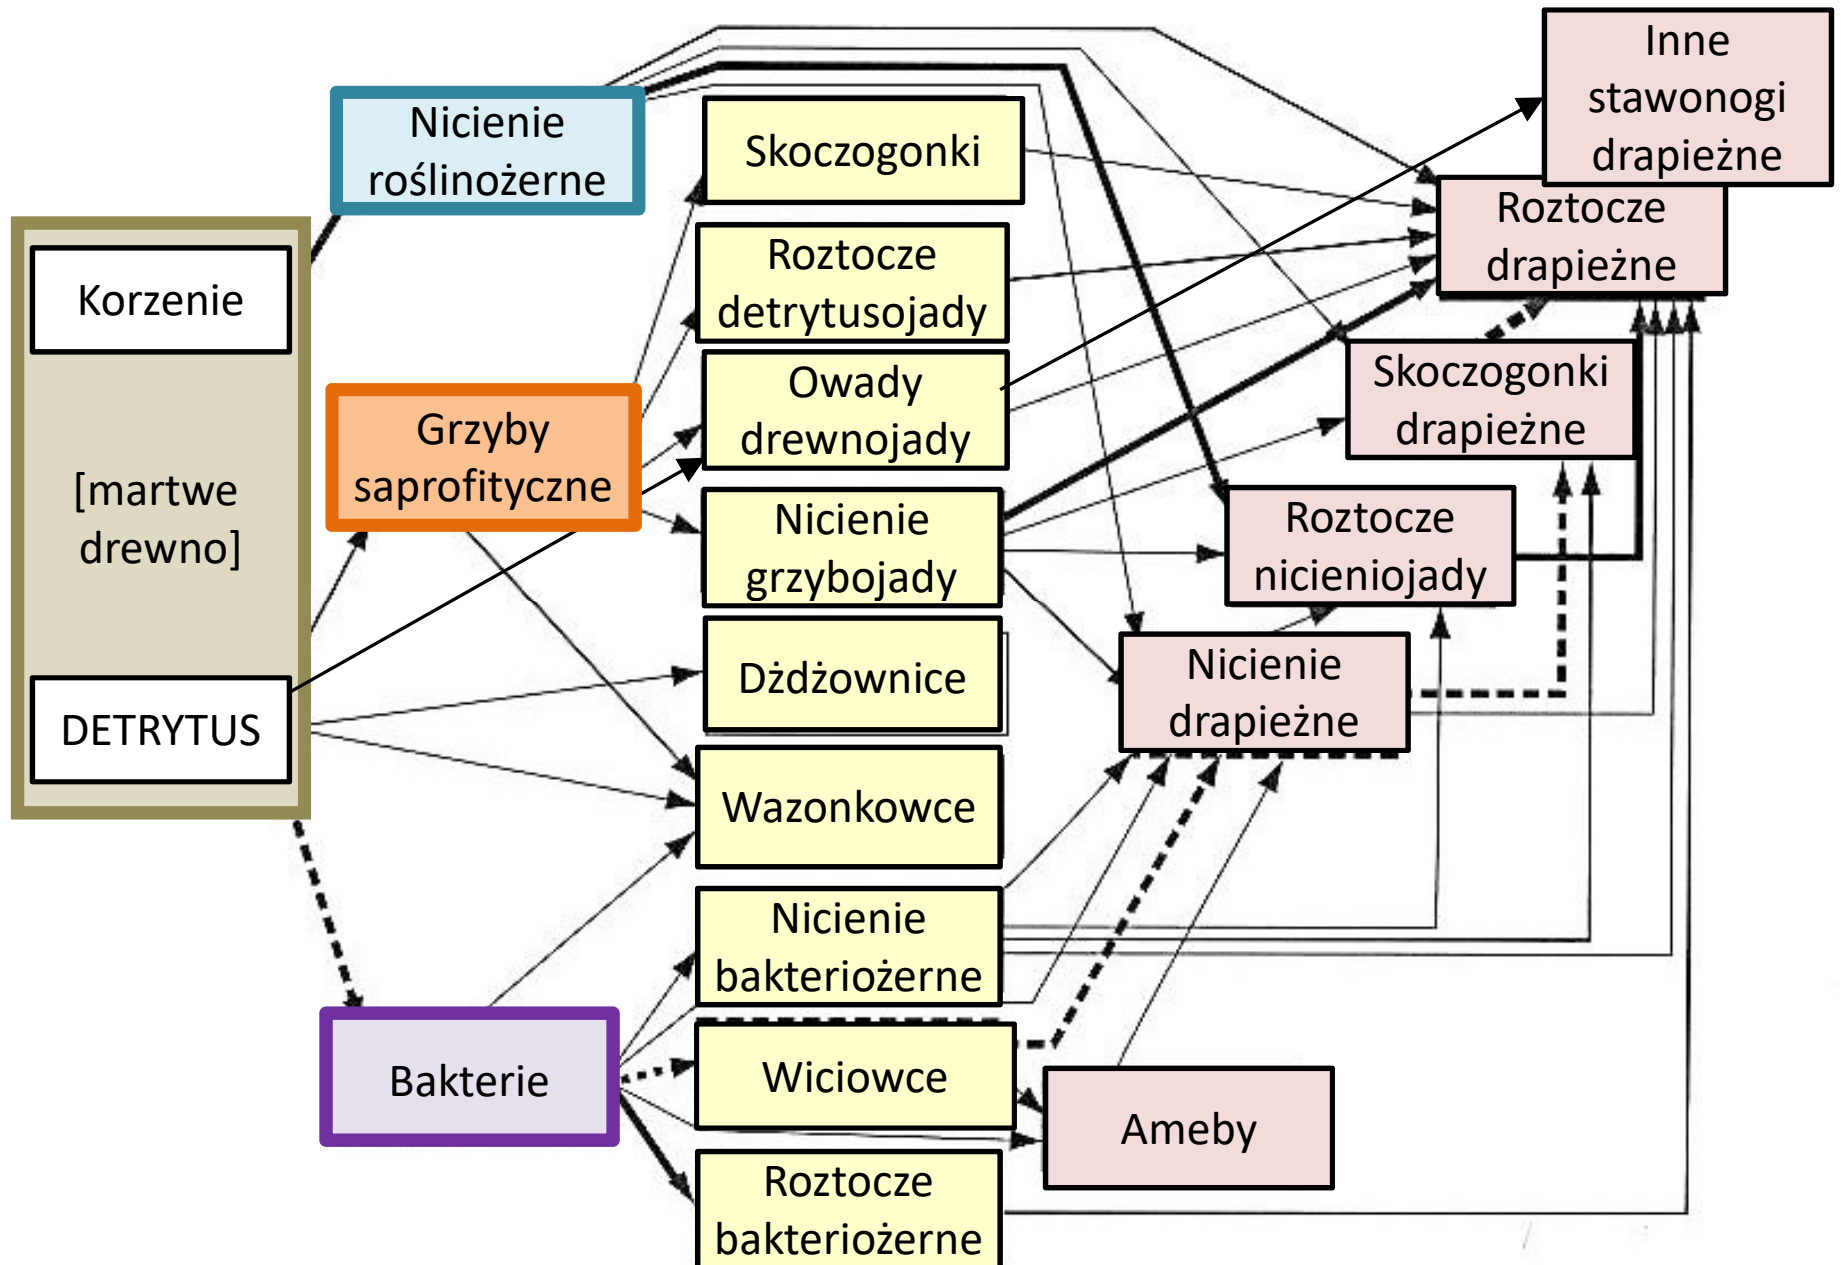 Inne
stawonogi
drapieżne
Nicienie
roślinożerne
Skoczogonki
Roztocze
drapieżne
Korzenie
Roztocze
detrytusojady
Owady
drewnojady
Skoczogonki
drapieżne
Grzyby
saprofityczne
[martwe
drewno]
Nicienie
grzybojady
Roztocze
nicieniojady
DETRYTUS
Dżdżownice
Nicienie
drapieżne
Wazonkowce
Nicienie
bakteriożerne
Bakterie
Wiciowce
Ameby
Roztocze
bakteriożerne